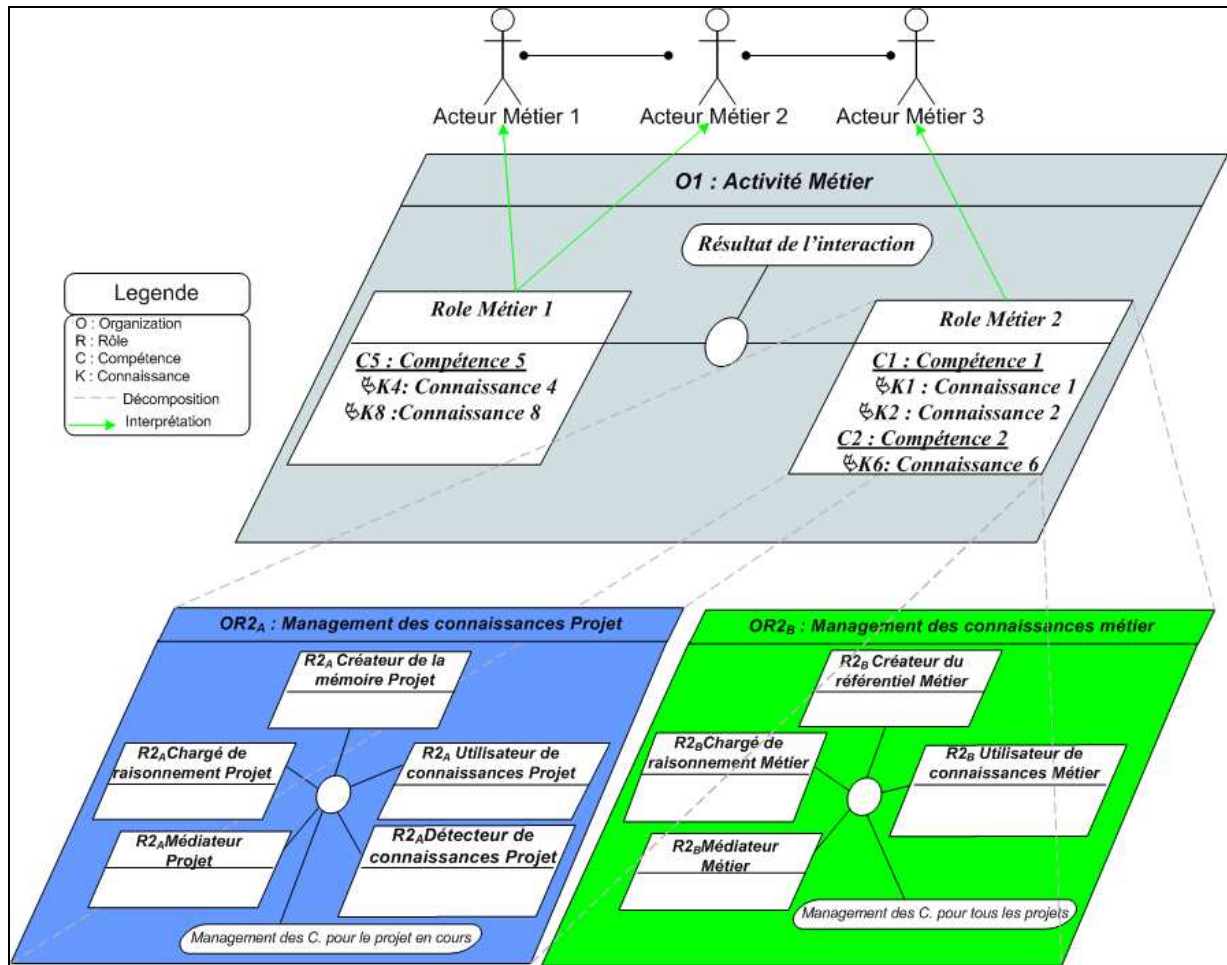 Acteur Métier 1
Acteur Métier 2
Acteur Métier 3
O1 : Activité Métier
Résultat de l'interaction
Legende
O : Organization
R : Rôle
C : Compétence
K : Connaissance
Décomposition
Interprétation
Role Métier 1
C5 : Compétence 5
K4: Connaissance 4
K8 :Connaissance 8
Role Métier 2
C1 : Compétence 1
K1 : Connaissance 1
K2 : Connaissance 2
C2 : Compétence 2
K6: Connaissance 6
OR2A : Management des connaissances Projet
R2A Créateur de la
mémoire Projet
R2AChargé de
raisonnement Projet
R2A Utilisateur de
connaissances Projet
R2AMédiateur
Projet
R2ADétecteur de
connaissances Projet
Management des C. pour le projet en cours
OR2B : Management des connaissances métier
R2B Créateur du
référentiel Métier
R2BChargé de
raisonnement Métier
R2B Utilisateur de
connaissances Métier
R2BMédiateur
Métier
Management des C. pour tous les projets